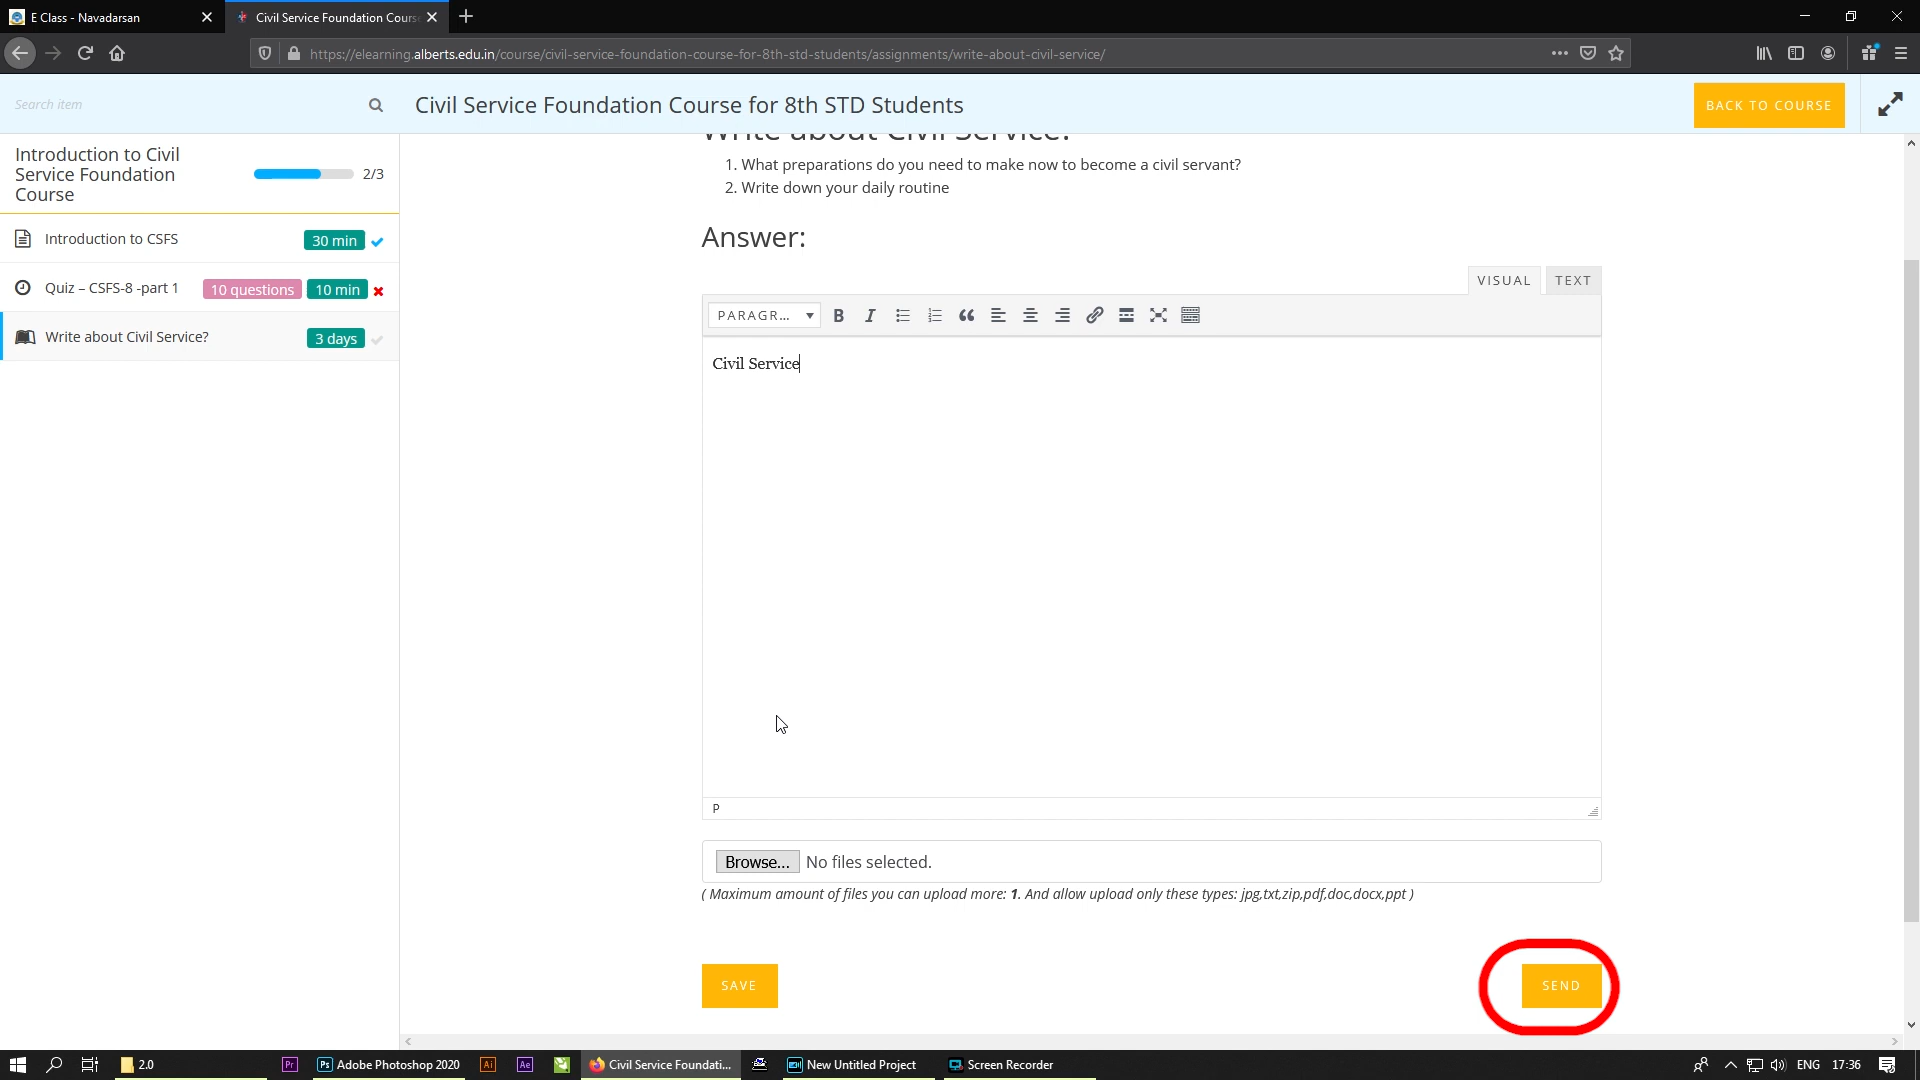 E Class - Navadarsan
Civil Service Foundation Course
https://elearning.alberts.edu.in/course/civil-service-foundation-course-for-8th-std-students/assignments/write-about-civil-service/
Search item
Civil Service Foundation Course for 8th STD Students
BACK TO COURSE
Introduction to Civil
Service Foundation
Course
2/3
Introduction to CSFS
30 min
Quiz – CSFS-8 -part 1
10 questions
10 min
Write about Civil Service?
3 days
Write about Civil Service?
1. What preparations do you need to make now to become a civil servant?
2. Write down your daily routine
Answer:
VISUAL
TEXT
PARAGR...
B
I
Civil Service
P
Browse... No files selected.
( Maximum amount of files you can upload more: 1. And allow upload only these types: jpg,txt,zip,pdf,doc,docx,ppt )
SAVE
SEND
2.0
Pr
Ps
Adobe Photoshop 2020
Ai
Ae
Civil Service Foundati...
New Untitled Project
Screen Recorder
ENG
17:36